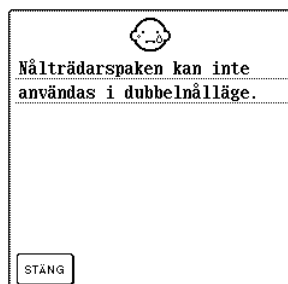 Nålträdarspaken kan inte
användas i dubbelnålläge.
STÄNG